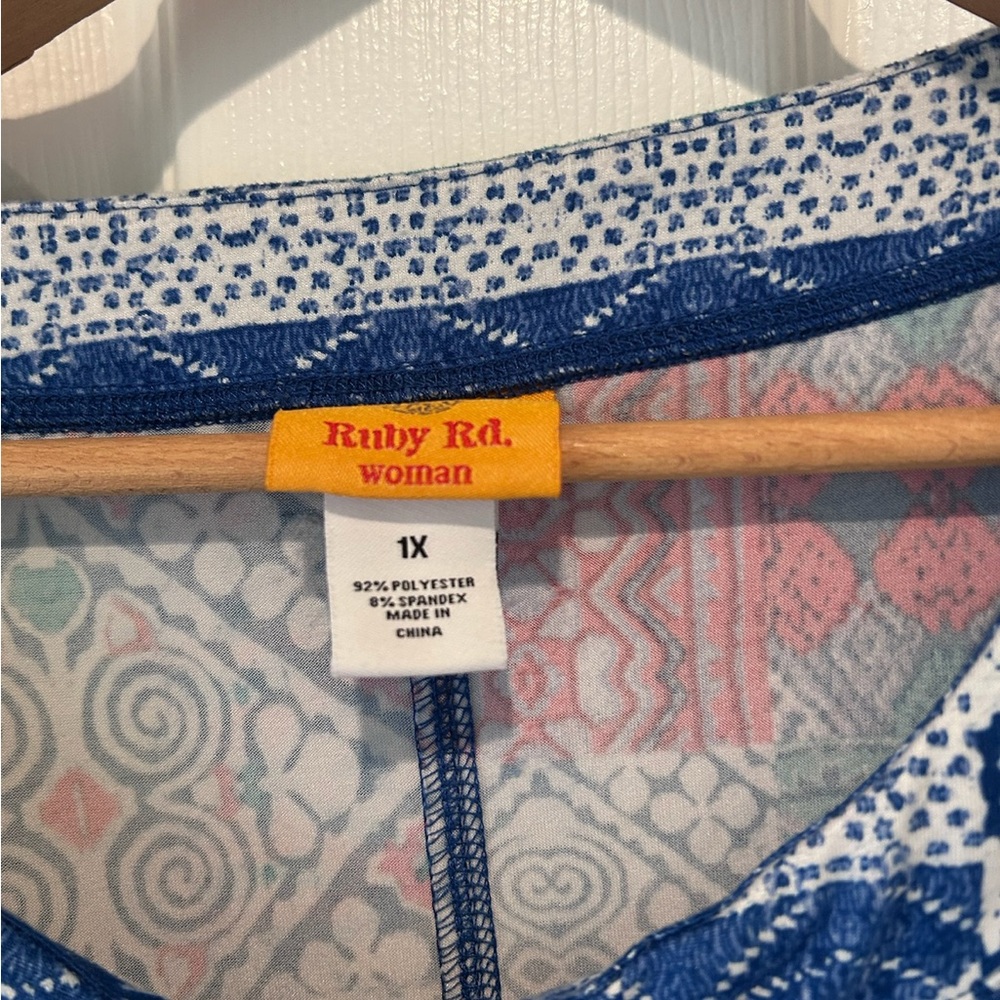 Ruby Rd.
woman
1X
92% POLYESTER
8% SPANDEX
MADE IN
CHINA